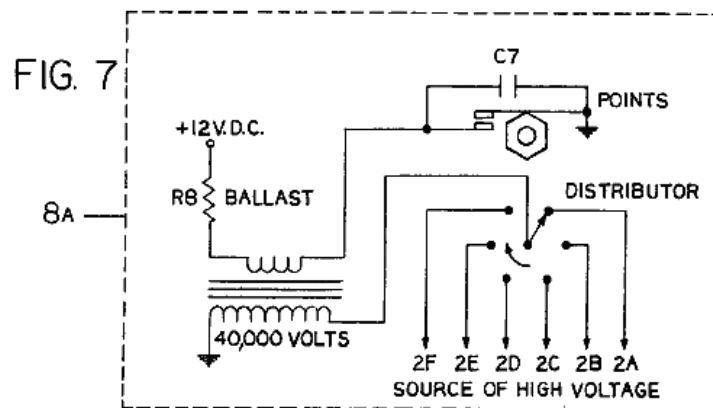 FIG. 7
C7
POINTS
+12V.D.C.
R8 BALLAST
DISTRIBUTOR
8A
40,000 VOLTS
2F 2E 2D 2C 2B 2A
SOURCE OF HIGH VOLTAGE